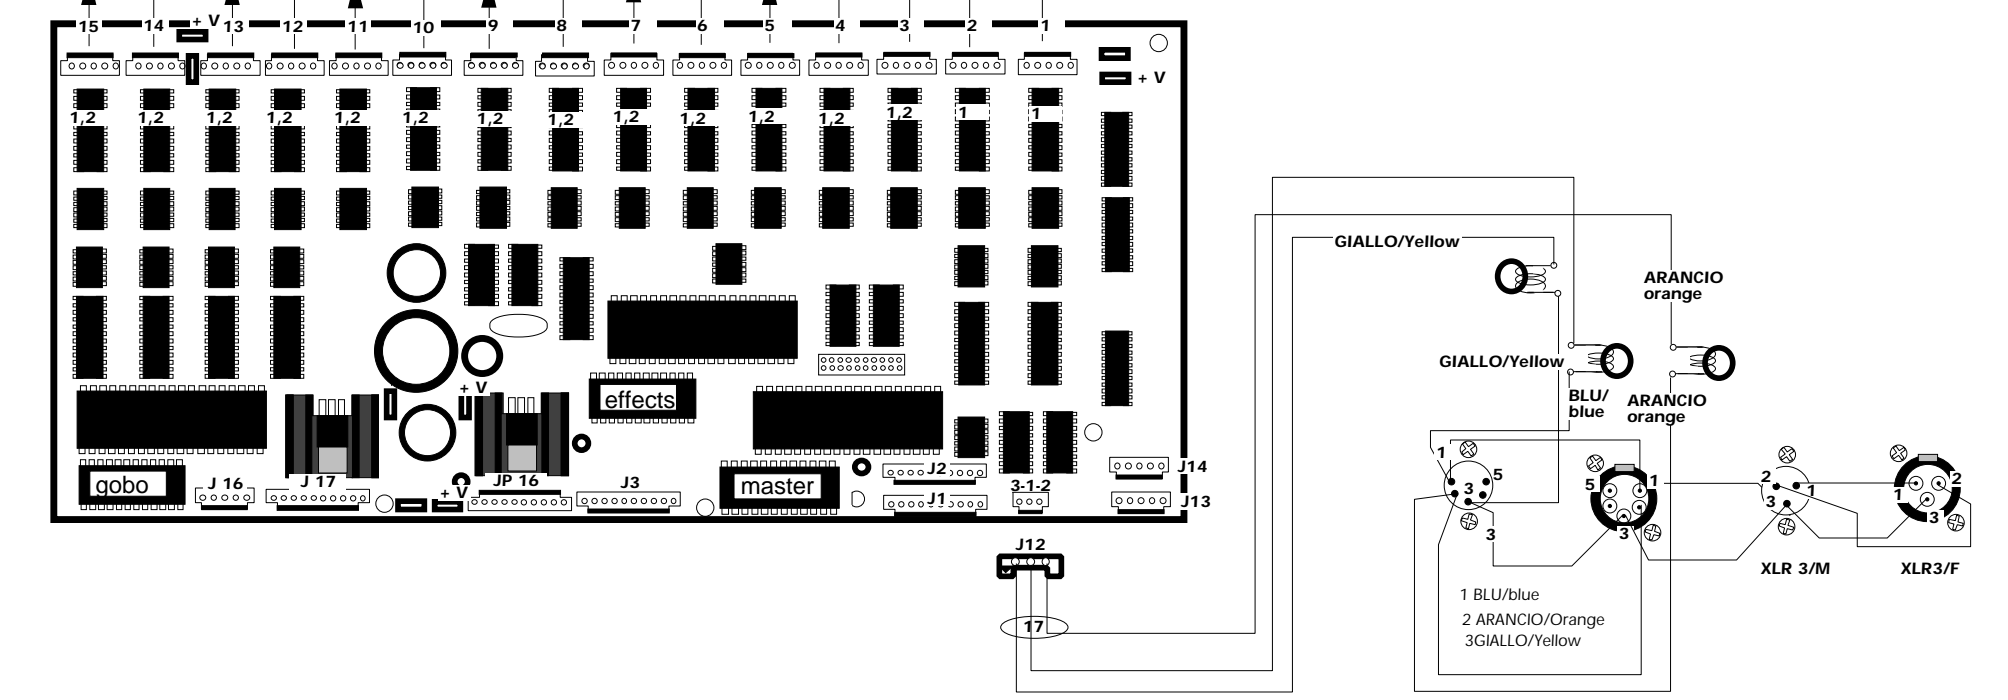 15 14 + V 13 12 11 10 9 8 7 6 5 4 3 2 1
+ V
1,2 1,2 1,2 1,2 1,2 1,2 1,2 1,2 1,2 1,2 1,2 1,2 1,2 1 1
GIALLO/Yellow
ARANCIO
orange
GIALLO/Yellow
BLU/
blue
ARANCIO
orange
+ V
effects
gobo
J 16
J 17
+ V
JP 16
J3
master
J2
J1
3-1-2
J14
J13
J12
17
1
5
3
3
5
1
3
2
1
3
1
2
3
XLR 3/M
XLR3/F
1 BLU/blue
2 ARANCIO/Orange
3GIALLO/Yellow